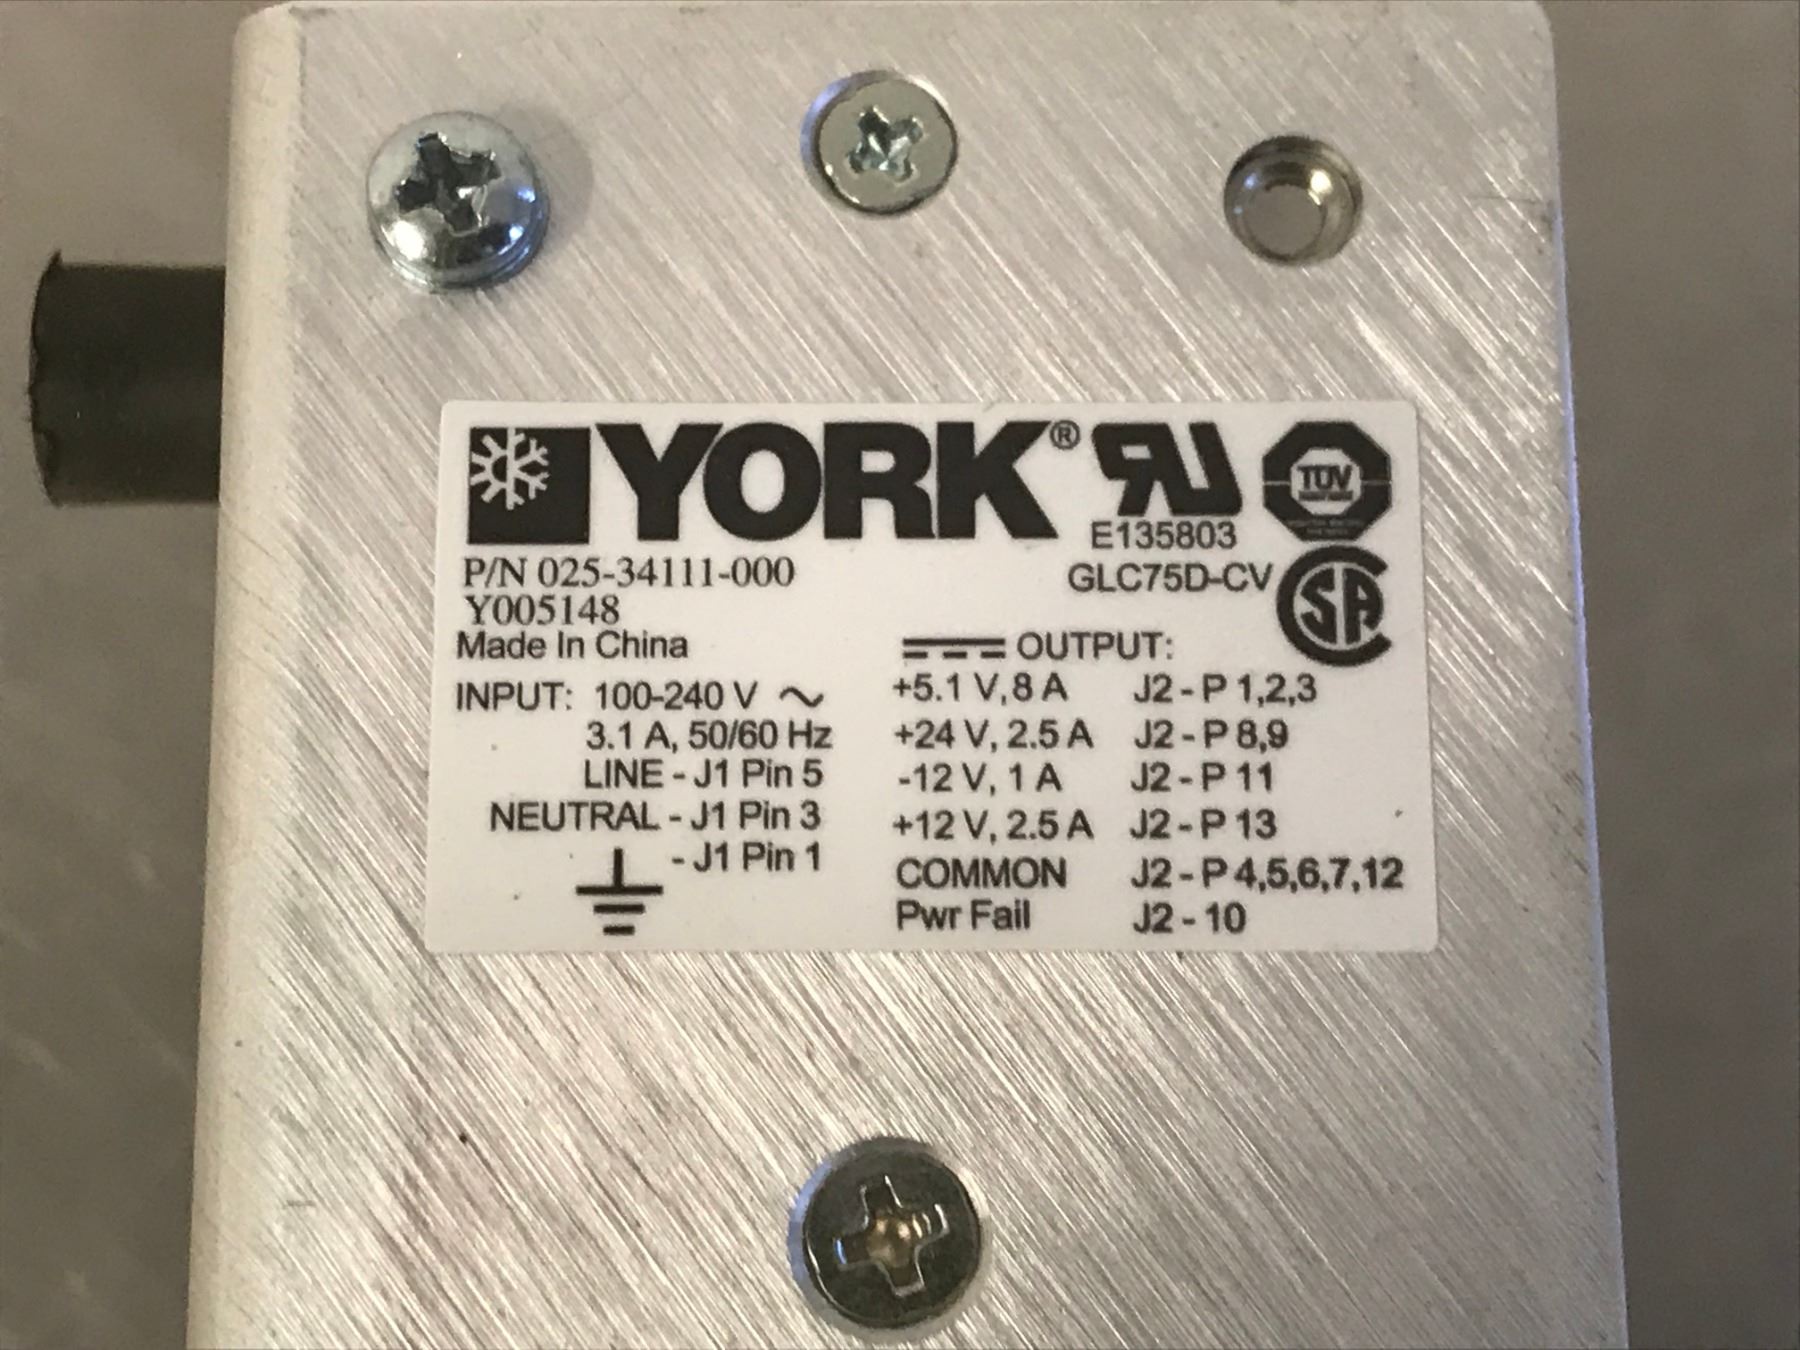 YORK®
E135803
TÜV
P/N 025-34111-000
GLC75D-CV
SA
Y005148
Made In China
OUTPUT:
INPUT: 100-240 V ~
+5.1 V, 8 A J2 - P 1,2,3
3.1 A, 50/60 Hz
+24 V, 2.5 A J2 - P 8,9
LINE - J1 Pin 5
-12 V, 1 A J2 - P 11
NEUTRAL - J1 Pin 3
+12 V, 2.5 A J2 - P 13
- J1 Pin 1
COMMON J2 - P 4,5,6,7,12
Pwr Fail J2 - 10